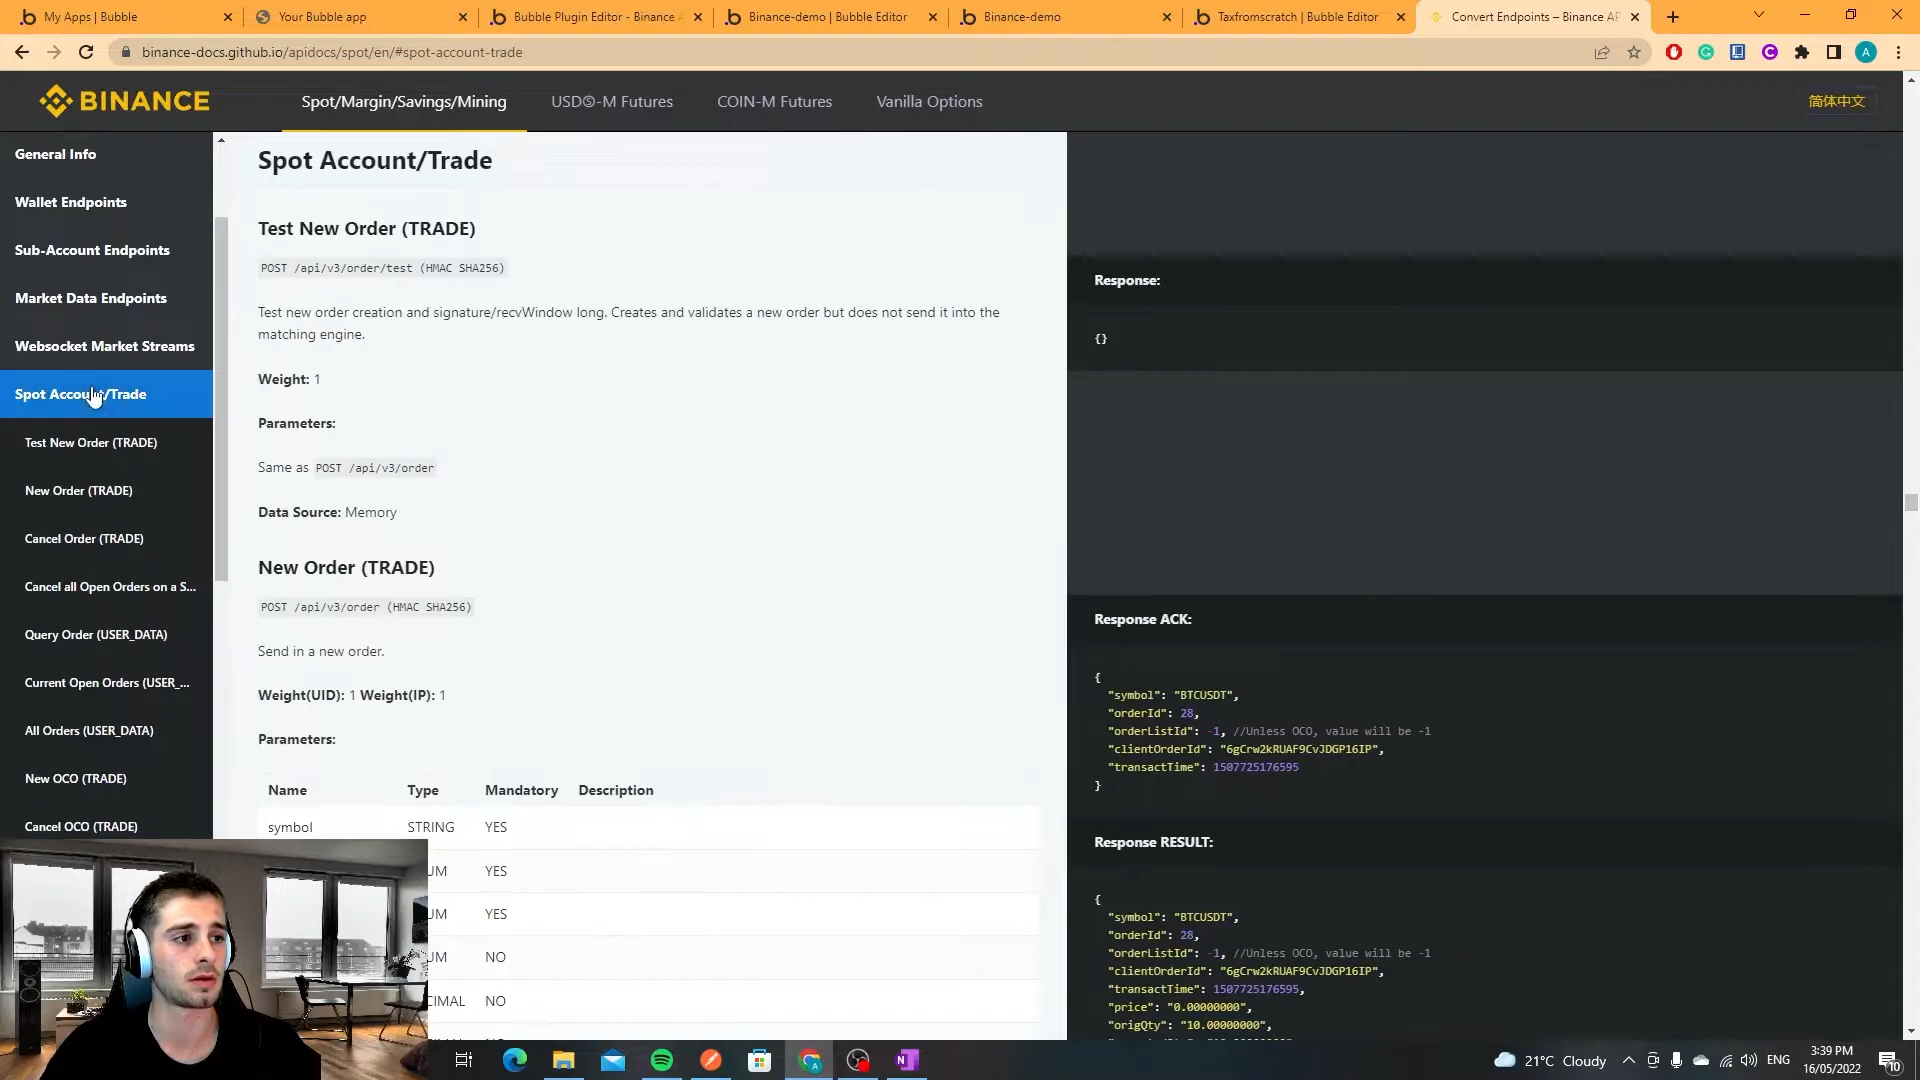 My Apps | Bubble
Your Bubble app
Bubble Plugin Editor - Binance A
Binance-demo | Bubble Editor
Binance-demo
Taxfromscratch | Bubble Editor
Convert Endpoints – Binance AP
binance-docs.github.io/apidocs/spot/en/#spot-account-trade
A
BINANCE
Spot/Margin/Savings/Mining
USDⓈ-M Futures
COIN-M Futures
Vanilla Options
简体中文
General Info
Wallet Endpoints
Sub-Account Endpoints
Market Data Endpoints
Websocket Market Streams
Spot Account/Trade
Test New Order (TRADE)
New Order (TRADE)
Cancel Order (TRADE)
Cancel all Open Orders on a S...
Query Order (USER_DATA)
Current Open Orders (USER_...
All Orders (USER_DATA)
New OCO (TRADE)
Cancel OCO (TRADE)
Spot Account/Trade
Test New Order (TRADE)
POST /api/v3/order/test (HMAC SHA256)
Test new order creation and signature/recvWindow long. Creates and validates a new order but does not send it into the
matching engine.
Weight: 1
Parameters:
Same as POST /api/v3/order
Data Source: Memory
New Order (TRADE)
POST /api/v3/order (HMAC SHA256)
Send in a new order.
Weight(UID): 1 Weight(IP): 1
Parameters:
Name Type Mandatory Description
symbol STRING YES
UM YES
UM YES
UM NO
CIMAL NO
Response:
{}
Response ACK:
{
"symbol": "BTCUSDT",
"orderId": 28,
"orderListId": -1, //Unless OCO, value will be -1
"clientOrderId": "6gCrw2kRUAF9CvJDGP16IP",
"transactTime": 1507725176595
}
Response RESULT:
{
"symbol": "BTCUSDT",
"orderId": 28,
"orderListId": -1, //Unless OCO, value will be -1
"clientOrderId": "6gCrw2kRUAF9CvJDGP16IP",
"transactTime": 1507725176595,
"price": "0.00000000",
"origQty": "10.00000000",
21°C Cloudy
ENG
3:39 PM
16/05/2022
10